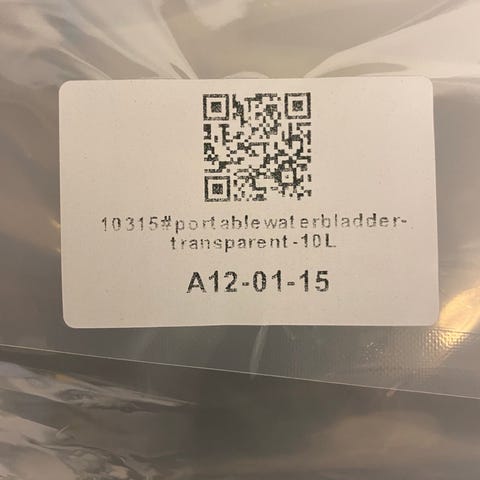 10315#portablewaterbladder-
transparent-10L
A12-01-15